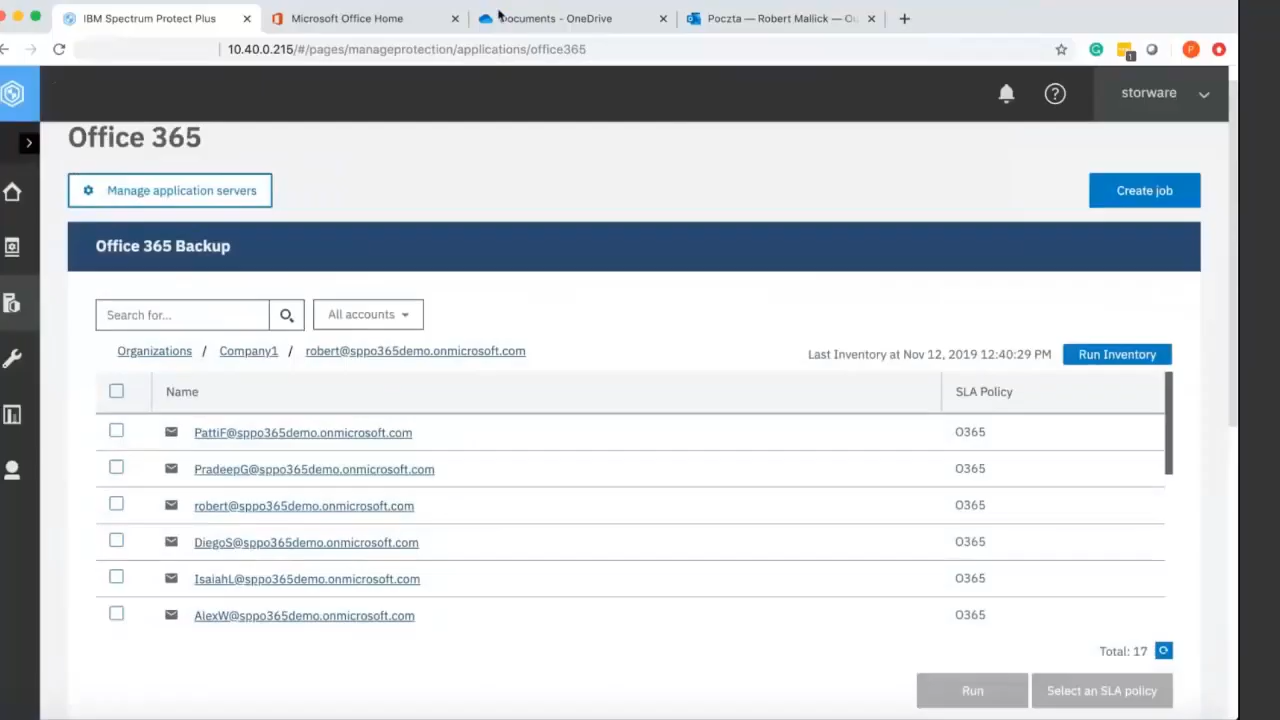 IBM Spectrum Protect Plus
Microsoft Office Home
Documents - OneDrive
Poczta — Robert Mallick — Ou
10.40.0.215/#/pages/manageprotection/applications/office365
1
P
storware
Office 365
Manage application servers
Create job
Office 365 Backup
Search for...
All accounts
Organizations / Company1 / robert@sppo365demo.onmicrosoft.com
Last Inventory at Nov 12, 2019 12:40:29 PM
Run Inventory
Name
SLA Policy
PattiF@sppo365demo.onmicrosoft.com
O365
PradeepG@sppo365demo.onmicrosoft.com
O365
robert@sppo365demo.onmicrosoft.com
O365
DiegoS@sppo365demo.onmicrosoft.com
O365
IsaiahL@sppo365demo.onmicrosoft.com
O365
AlexW@sppo365demo.onmicrosoft.com
O365
Total: 17
Run
Select an SLA policy